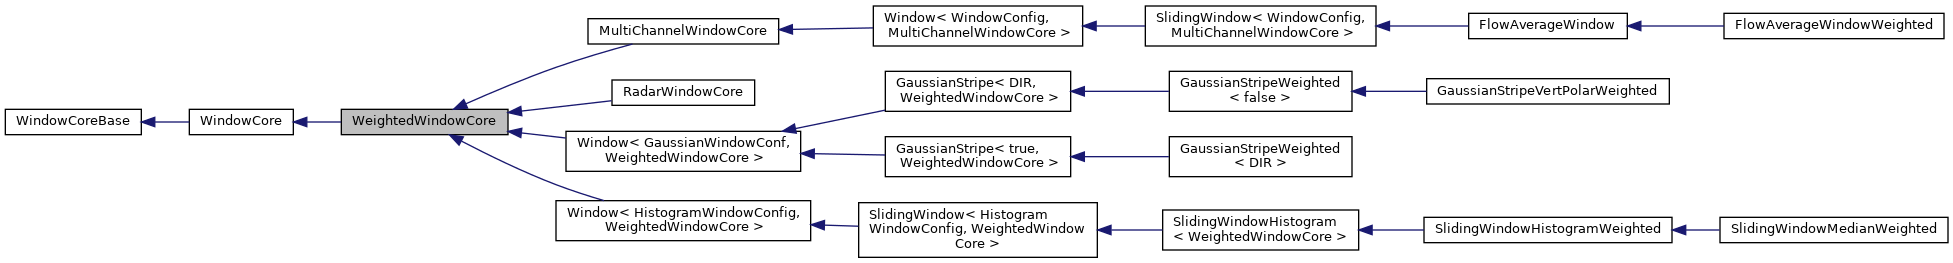 WindowCoreBase
WindowCore
WeightedWindowCore
MultiChannelWindowCore
Window< WindowConfig,
MultiChannelWindowCore >
SlidingWindow< WindowConfig,
MultiChannelWindowCore >
FlowAverageWindow
FlowAverageWindowWeighted
RadarWindowCore
Window< GaussianWindowConf,
WeightedWindowCore >
GaussianStripe< DIR,
WeightedWindowCore >
GaussianStripeWeighted
< false >
GaussianStripeVertPolarWeighted
GaussianStripe< true,
WeightedWindowCore >
GaussianStripeWeighted
< DIR >
Window< HistogramWindowConfig,
WeightedWindowCore >
SlidingWindow< Histogram
WindowConfig, WeightedWindow
Core >
SlidingWindowHistogram
< WeightedWindowCore >
SlidingWindowHistogramWeighted
SlidingWindowMedianWeighted